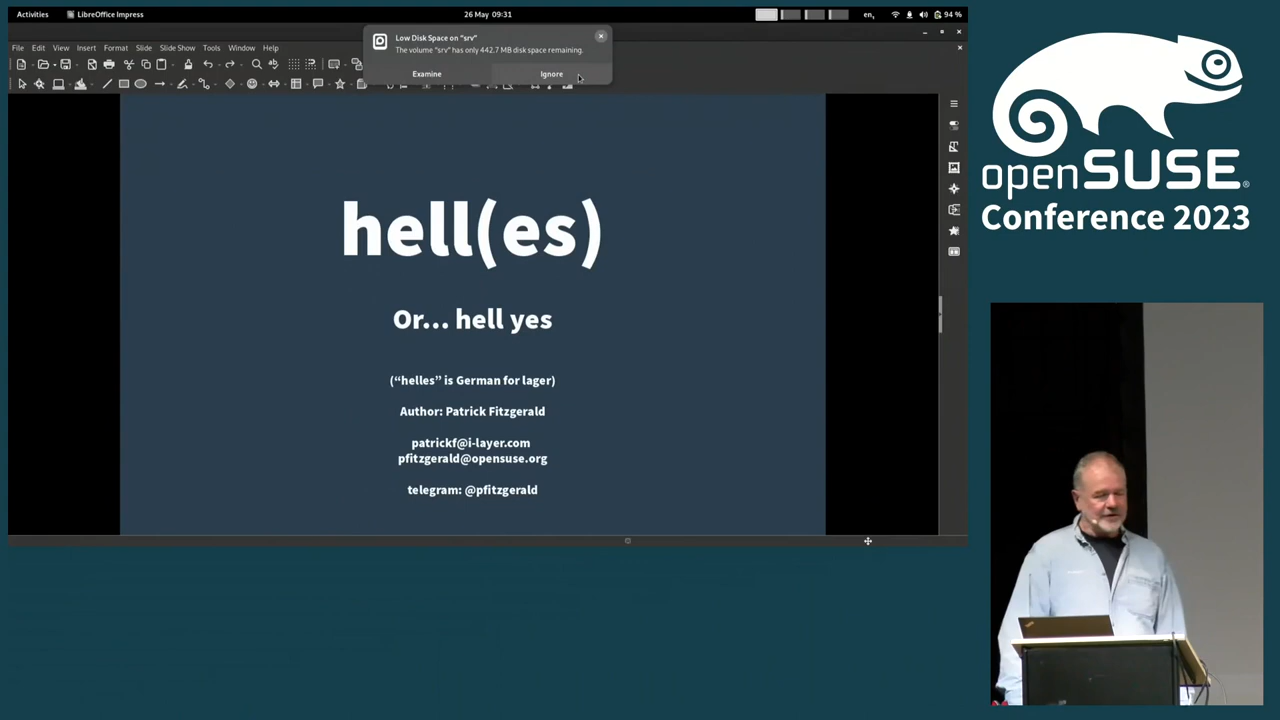 Activities
LibreOffice Impress
26 May 09:31
en,
94 %
Low Disk Space on "srv"
The volume "srv" has only 442.7 MB disk space remaining.
Examine
Ignore
File Edit View Insert Format Slide Slide Show Tools Window Help
hell(es)
Or... hell yes
("helles" is German for lager)
Author: Patrick Fitzgerald
patrickf@i-layer.com
pfitzgerald@opensuse.org
telegram: @pfitzgerald
openSUSE®
Conference 2023